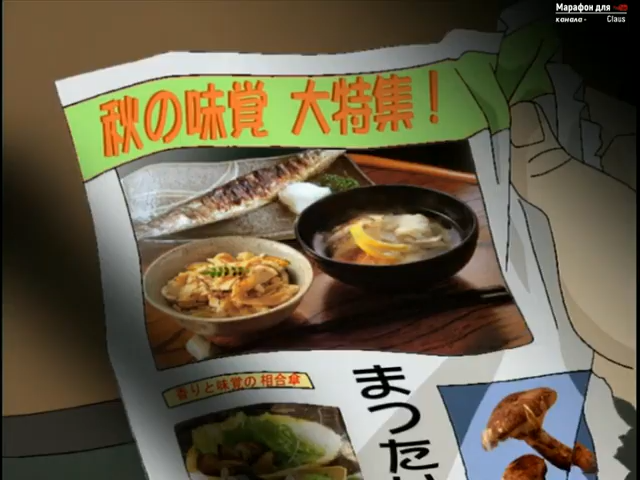 Марафон для
канала - Claus
秋の味覚 大特集！
香りと味覚の相合傘
まつた